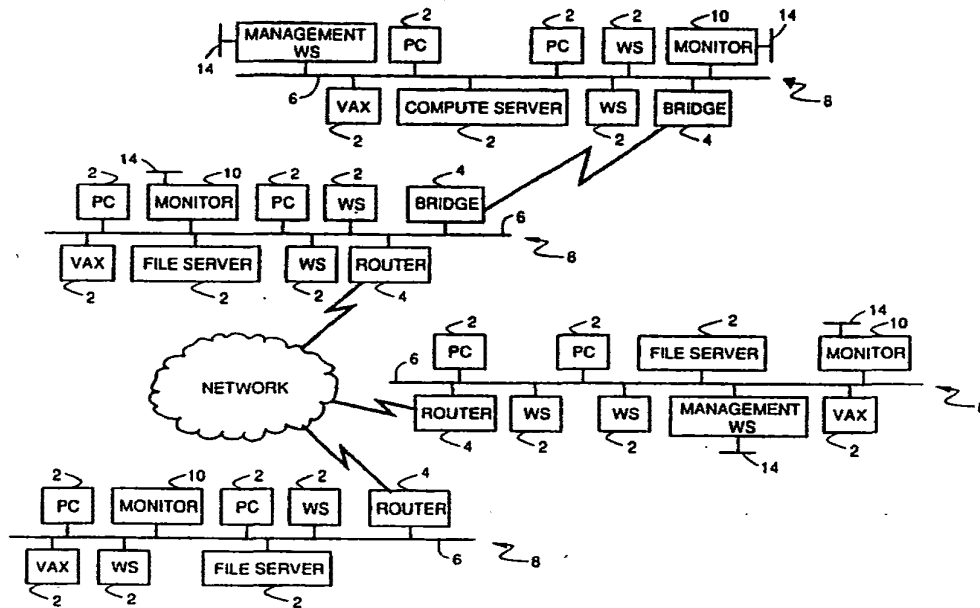 2 2 2 10 14
MANAGEMENT WS PC PC WS MONITOR
14
6 8
VAX COMPUTE SERVER WS BRIDGE
2 2 2 4
14
2 10 2 2 4
PC MONITOR PC WS BRIDGE
6
8
VAX FILE SERVER WS ROUTER
2 2 2 4
14
2 2 2 10
PC PC FILE SERVER MONITOR
6
NETWORK
ROUTER WS WS MANAGEMENT WS VAX
4 2 2 2
14
2 10 2 2 4
PC MONITOR PC WS ROUTER
6 8
VAX WS FILE SERVER
2 2 2